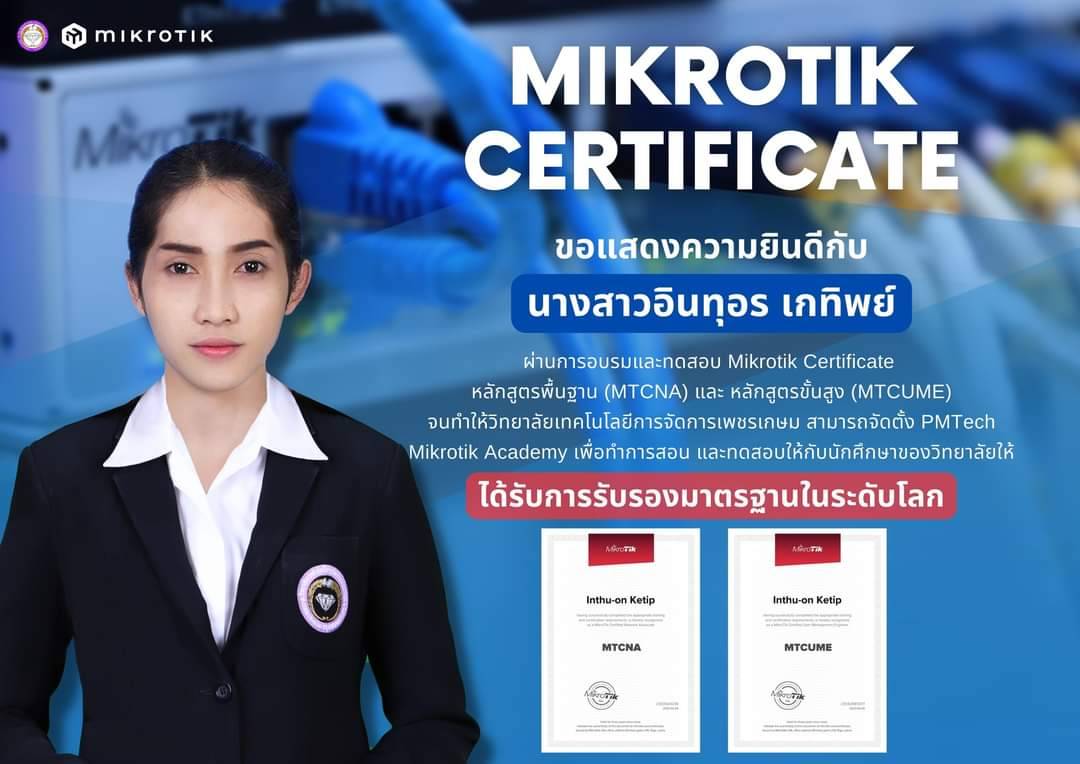 MIKROTIK
MikroTik
MIKROTIK
CERTIFICATE
ขอแสดงความยินดีกับ
นางสาวอินทุอร เกทิพย์
ผ่านการอบรมและทดสอบ Mikrotik Certificate
หลักสูตรพื้นฐาน (MTCNA) และ หลักสูตรขั้นสูง (MTCUME)
จนทำให้วิทยาลัยเทคโนโลยีการจัดการเพชรเกษม สามารถจัดตั้ง PMTech
Mikrotik Academy เพื่อทำการสอน และทดสอบให้กับนักศึกษาของวิทยาลัยให้
ได้รับการรับรองมาตรฐานในระดับโลก
MikroTik
Inthu-on Ketip
MTCNA
MikroTik
MikroTik
Inthu-on Ketip
MTCUME
MikroTik